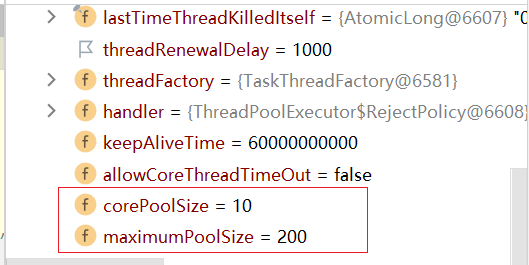 f lastTimeThreadKilledItself = {AtomicLong@6607} "0
threadRenewalDelay = 1000
f threadFactory = {TaskThreadFactory@6581}
f handler = {ThreadPoolExecutor$RejectPolicy@6608}
f keepAliveTime = 60000000000
f allowCoreThreadTimeOut = false
f corePoolSize = 10
f maximumPoolSize = 200